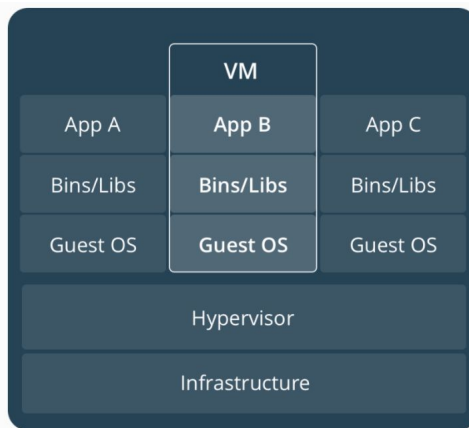 VM
App A App B App C
Bins/Libs Bins/Libs Bins/Libs
Guest OS Guest OS Guest OS
Hypervisor
Infrastructure